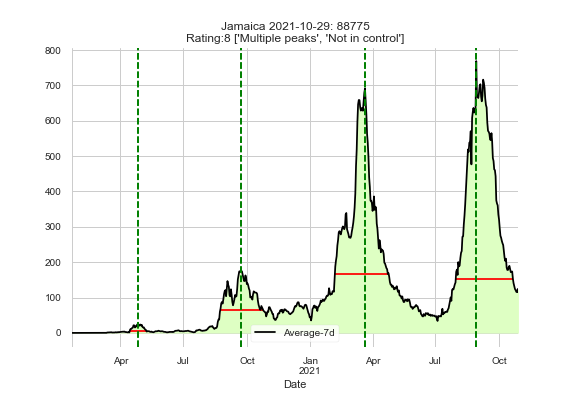 Jamaica 2021-10-29: 88775
Rating:8 ['Multiple peaks', 'Not in control']
800
700
600
500
400
300
200
100
0
Average-7d
Apr Jul Oct Jan Apr Jul Oct
2021
Date